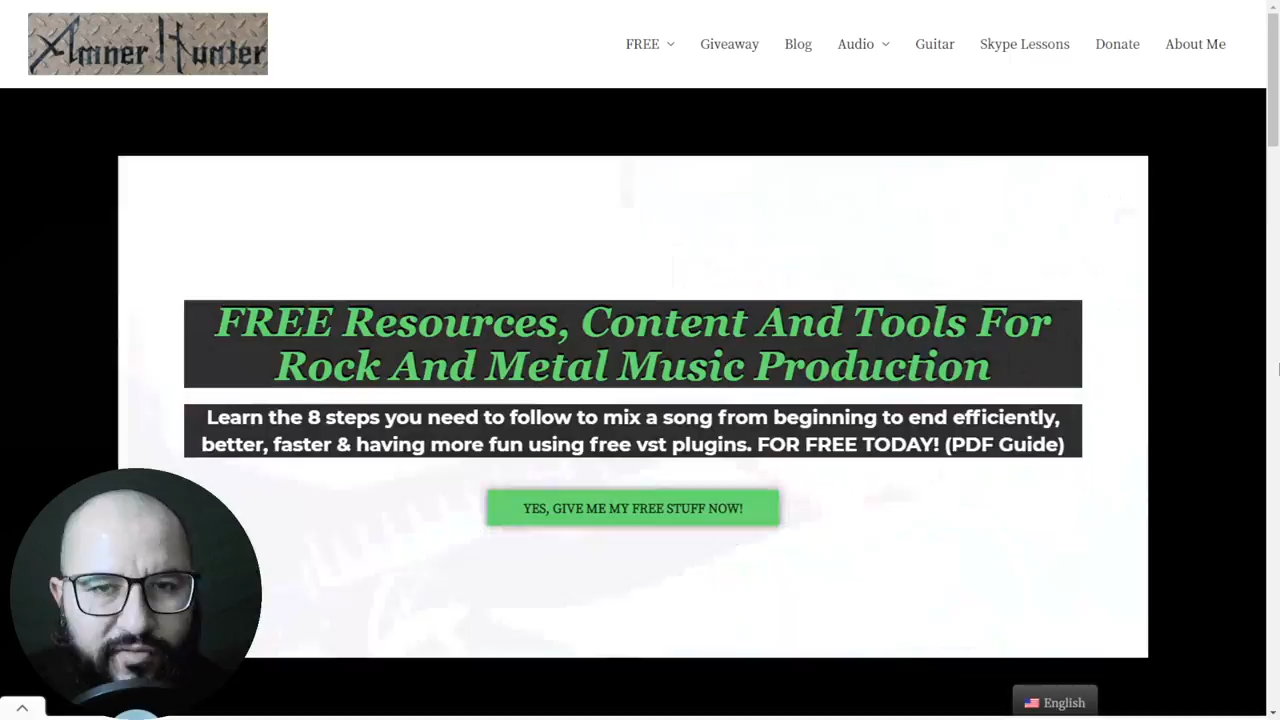 Amner Hunter
FREE Giveaway Blog Audio Guitar Skype Lessons Donate About Me
FREE Resources, Content And Tools For
Rock And Metal Music Production
Learn the 8 steps you need to follow to mix a song from beginning to end efficiently,
better, faster & having more fun using free vst plugins. FOR FREE TODAY! (PDF Guide)
YES, GIVE ME MY FREE STUFF NOW!
English